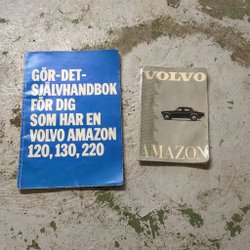 GÖR-DET-
SJÄLVHANDBOK
FÖR DIG
SOM HAR EN
VOLVO AMAZON
120, 130, 220
VOLVO
AMAZON